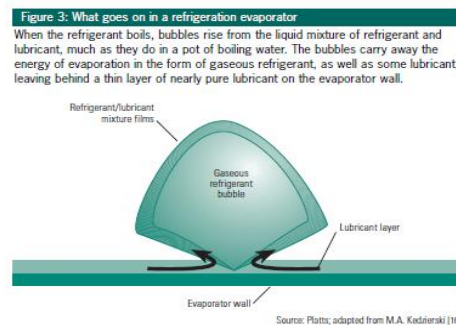 Figure 3: What goes on in a refrigeration evaporator
When the refrigerant boils, bubbles rise from the liquid mixture of refrigerant and
lubricant, much as they do in a pot of boiling water. The bubbles carry away the
energy of evaporation in the form of gaseous refrigerant, as well as some lubricant
leaving behind a thin layer of nearly pure lubricant on the evaporator wall.
Refrigerant/lubricant
mixture films
Gaseous
refrigerant
bubble
Lubricant layer
Evaporator wall
Source: Platts; adapted from M.A. Kedzierski [16